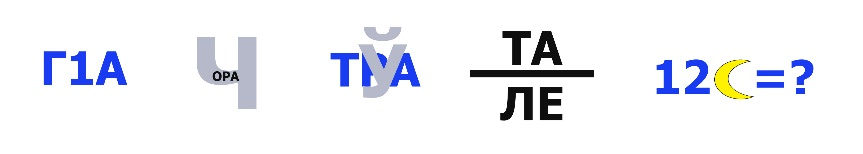 Г1А
Ч
ОРА
ТРА
Ў
ТА
ЛЕ
12 =?